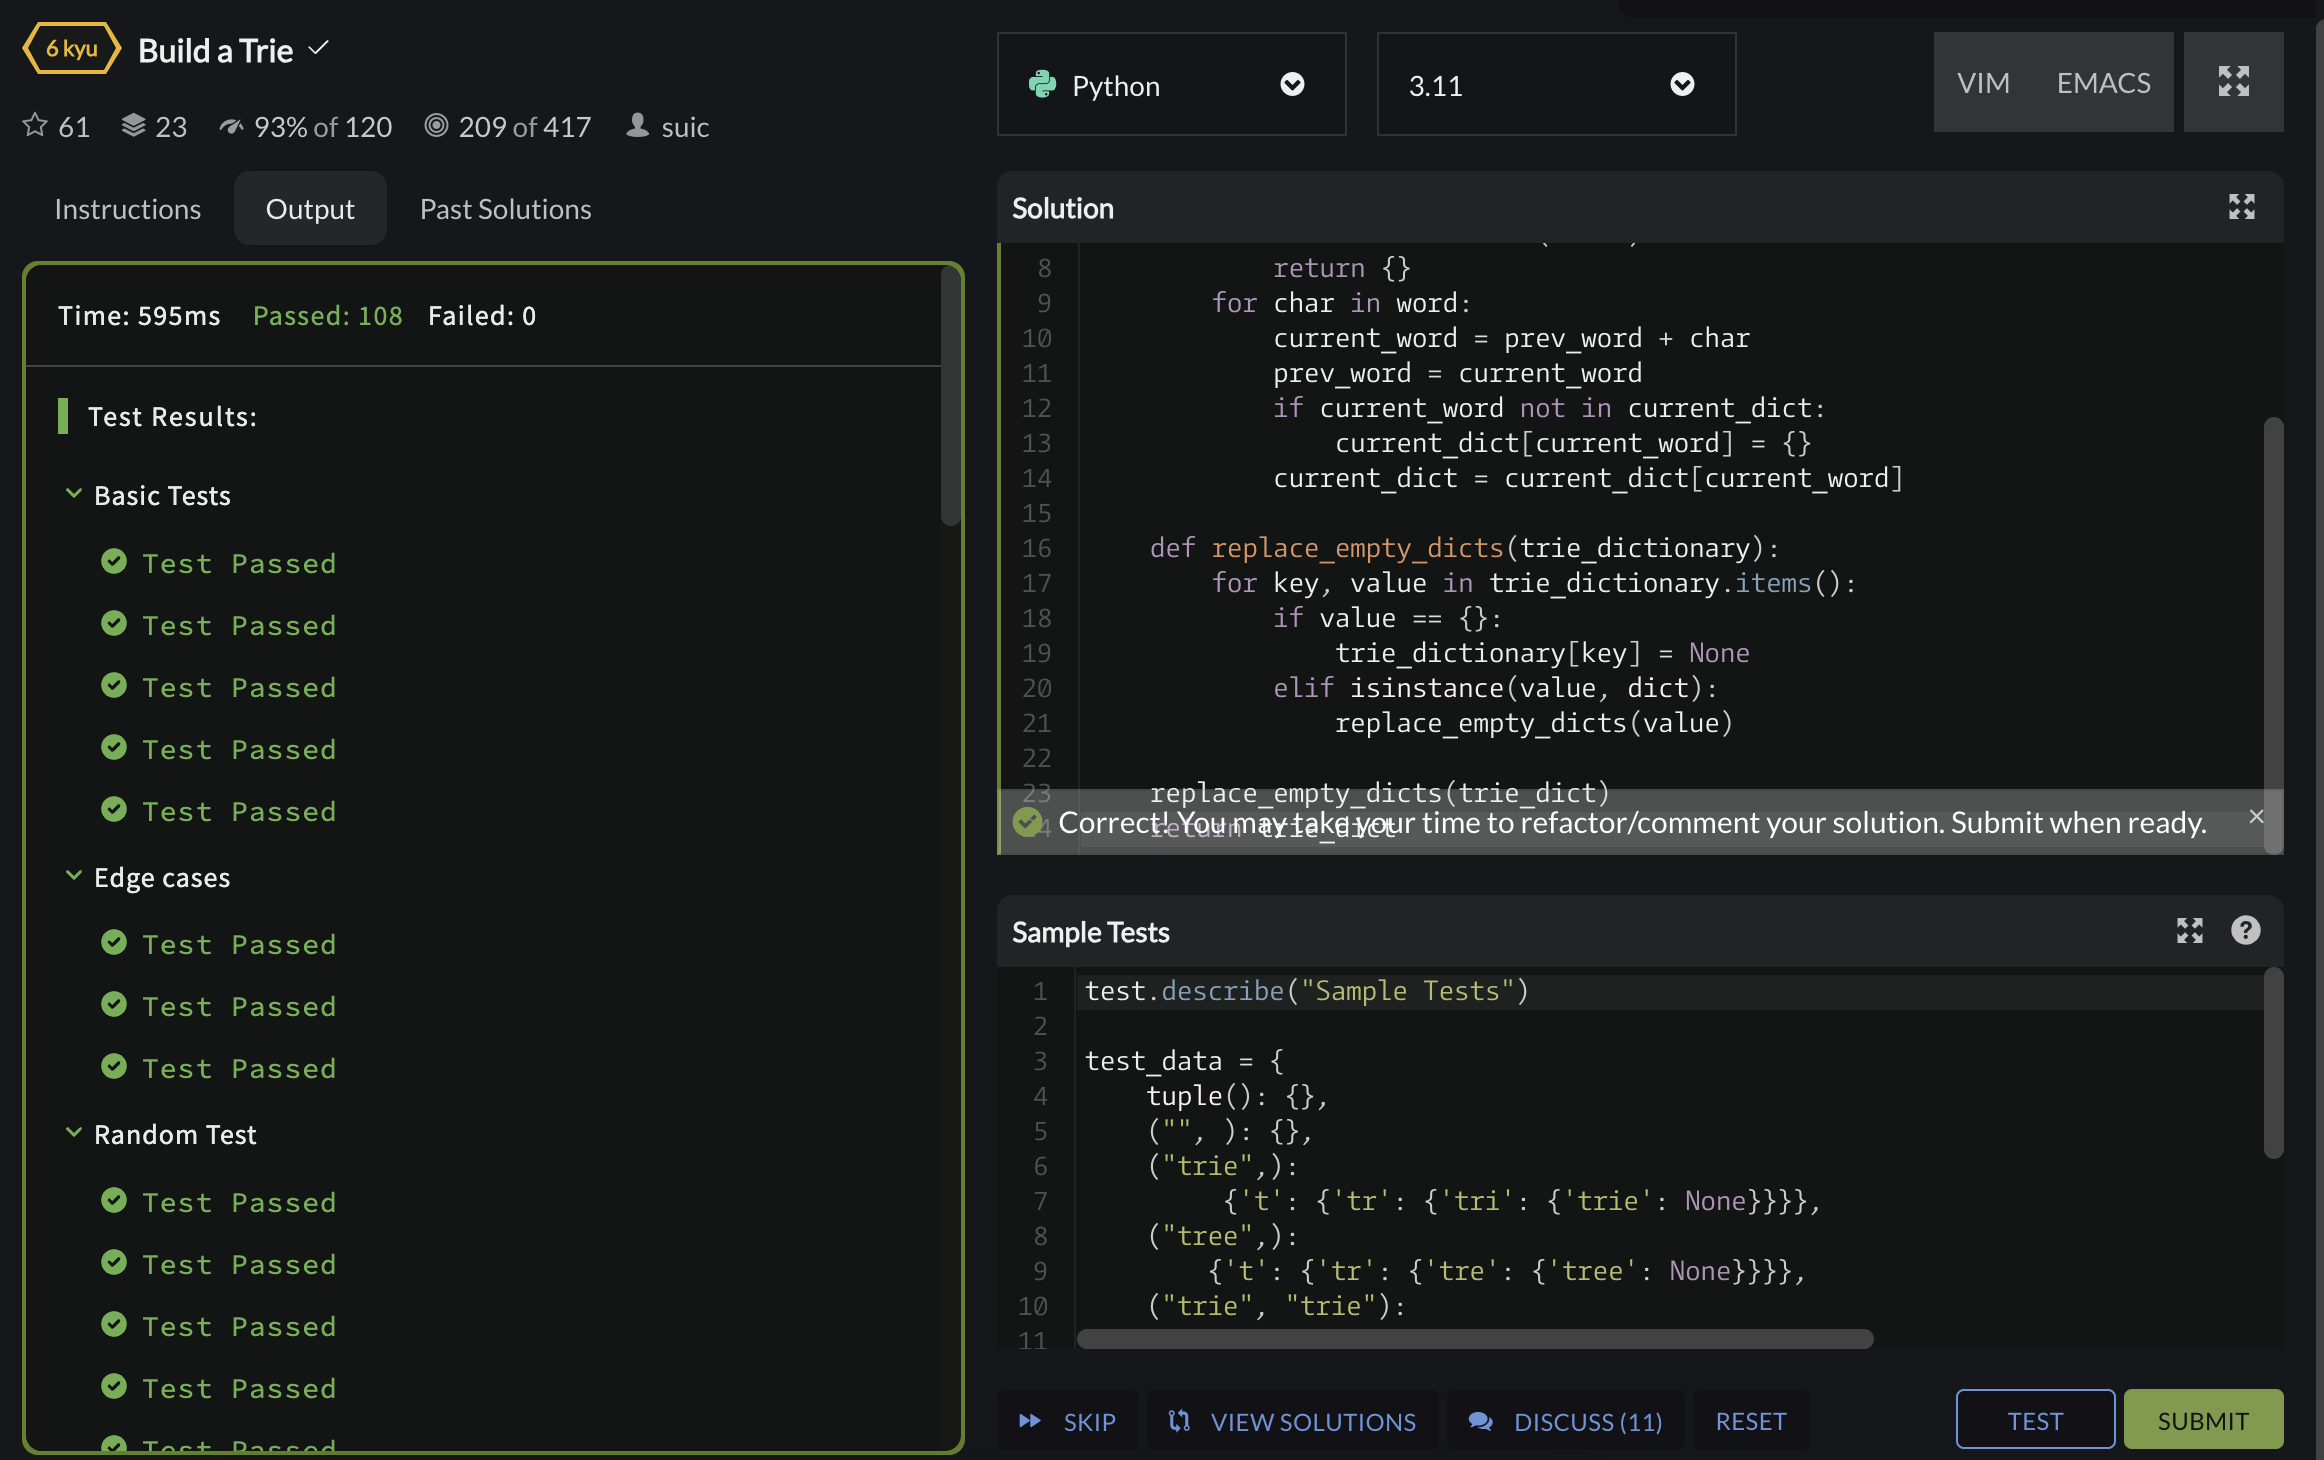 6 kyu Build a Trie
61 23 93% of 120 209 of 417 suic
Instructions Output Past Solutions
Time: 595ms Passed: 108 Failed: 0
Test Results:
Basic Tests
Test Passed
Test Passed
Test Passed
Test Passed
Test Passed
Edge cases
Test Passed
Test Passed
Test Passed
Random Test
Test Passed
Test Passed
Test Passed
Test Passed
Test Passed
Python 3.11 VIM EMACS
Solution
8 return {}
9 for char in word:
10 current_word = prev_word + char
11 prev_word = current_word
12 if current_word not in current_dict:
13 current_dict[current_word] = {}
14 current_dict = current_dict[current_word]
15
16 def replace_empty_dicts(trie_dictionary):
17 for key, value in trie_dictionary.items():
18 if value == {}:
19 trie_dictionary[key] = None
20 elif isinstance(value, dict):
21 replace_empty_dicts(value)
22
23 replace_empty_dicts(trie_dict)
24 return trie_dict
Correct! You may take your time to refactor/comment your solution. Submit when ready.
Sample Tests
1 test.describe("Sample Tests")
2
3 test_data = {
4 tuple(): {},
5 ("", ): {},
6 ("trie",):
7 {'t': {'tr': {'tri': {'trie': None}}}},
8 ("tree",):
9 {'t': {'tr': {'tre': {'tree': None}}}},
10 ("trie", "trie"):
11
SKIP VIEW SOLUTIONS DISCUSS (11) RESET TEST SUBMIT